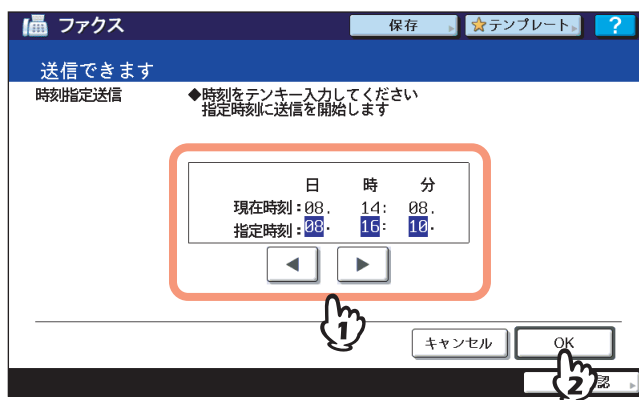 ファクス
保存
テンプレート
?
送信できます
時刻指定送信
◆時刻をテンキー入力してください
指定時刻に送信を開始します
日 時 分
現在時刻:08. 14: 08.
指定時刻:08. 16: 10.
1
キャンセル
OK
2
認